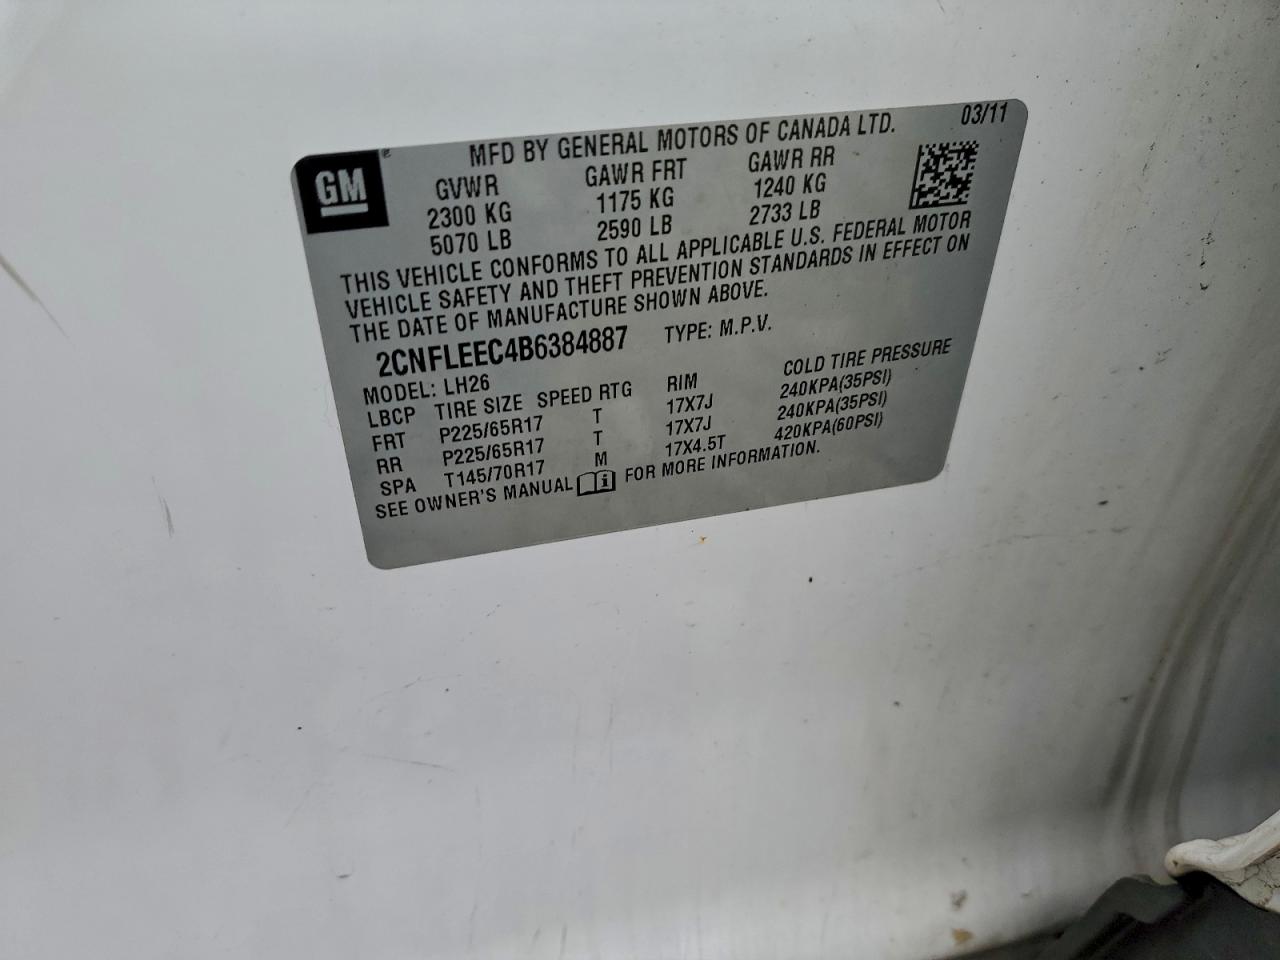 GM®
MFD BY GENERAL MOTORS OF CANADA LTD. 03/11
GVWR GAWR FRT GAWR RR
2300 KG 1175 KG 1240 KG
5070 LB 2590 LB 2733 LB
THIS VEHICLE CONFORMS TO ALL APPLICABLE U.S. FEDERAL MOTOR
VEHICLE SAFETY AND THEFT PREVENTION STANDARDS IN EFFECT ON
THE DATE OF MANUFACTURE SHOWN ABOVE.
2CNFLEEC4B6384887 TYPE: M.P.V.
MODEL: LH26
LBCP TIRE SIZE SPEED RTG RIM COLD TIRE PRESSURE
FRT P225/65R17 T 17X7J 240KPA(35PSI)
RR P225/65R17 T 17X7J 240KPA(35PSI)
SPA T145/70R17 M 17X4.5T 420KPA(60PSI)
SEE OWNER'S MANUAL i FOR MORE INFORMATION.